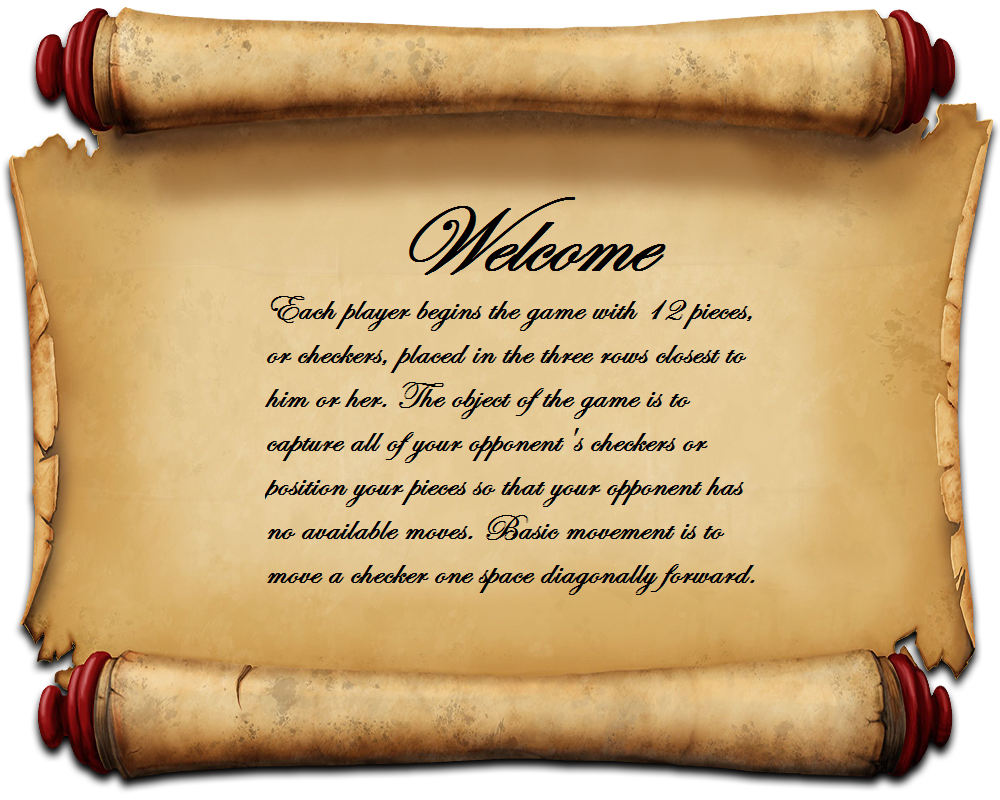 Welcome
Each player begins the game with 12 pieces,
or checkers, placed in the three rows closest to
him or her. The object of the game is to
capture all of your opponent's checkers or
position your pieces so that your opponent has
no available moves. Basic movement is to
move a checker one space diagonally forward.